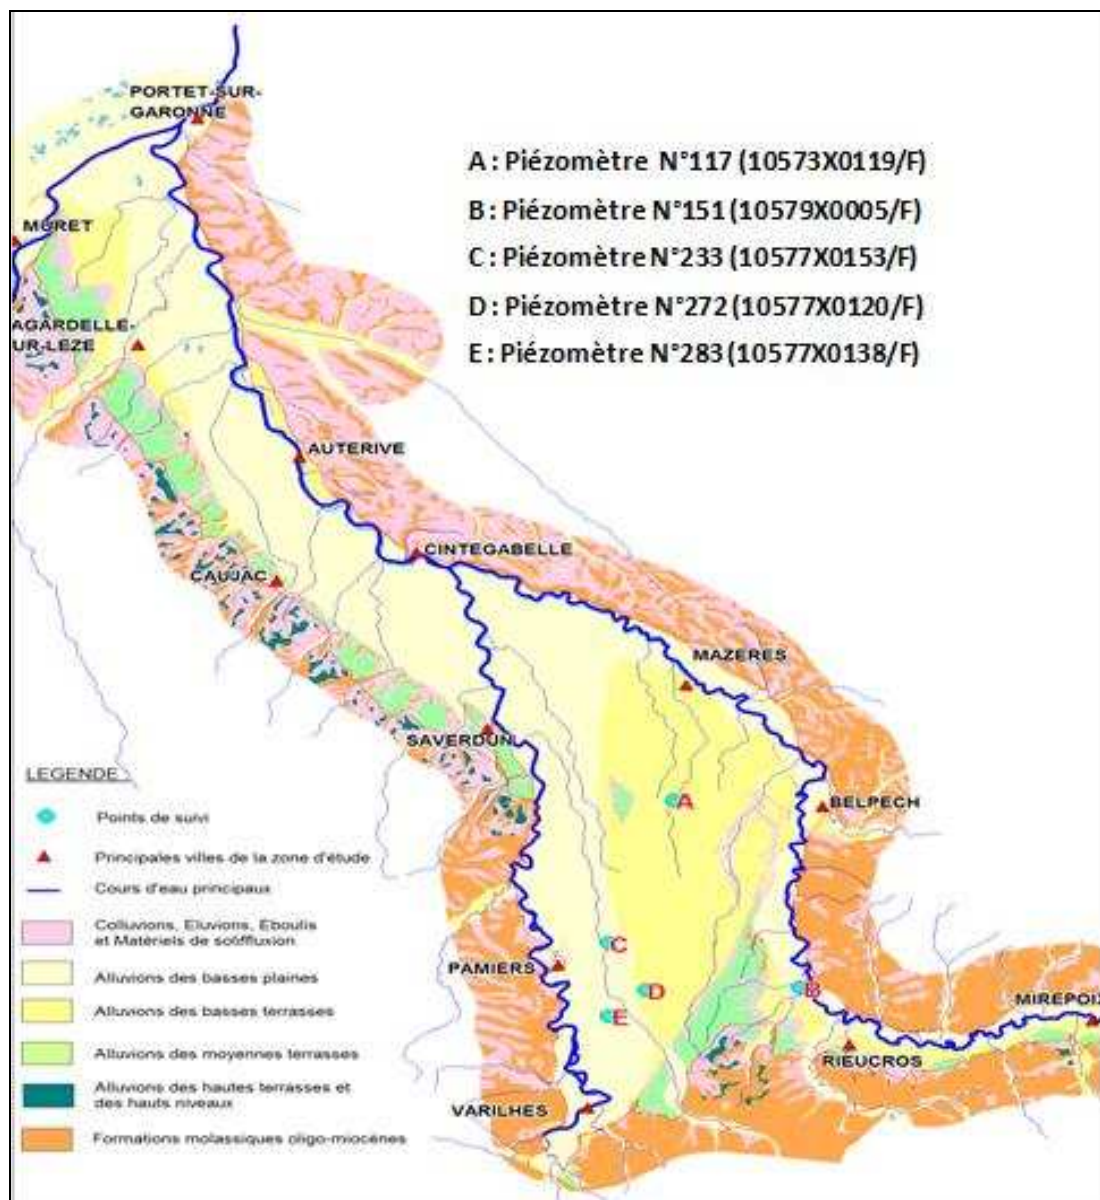 PORTET-SUR-
GARONNE
A : Piézomètre N°117 (10573X0119/F)
B : Piézomètre N°151 (10579X0005/F)
C : Piézomètre N°233 (10577X0153/F)
D : Piézomètre N°272 (10577X0120/F)
E : Piézomètre N°283 (10577X0138/F)
MURET
AGARDELLE-
UR-LEZE
AUTERIVE
CINTEGABELLE
CAUJAC
MAZERES
SAVERDUN
A
BELPECH
C
PAMIERS
D
B
E
MIREPOIX
RIEUCROS
VARILHES
LEGENDE
Points de suivi
Principales villes de la zone d'étude
Cours d'eau principaux
Colluvions, Eluvions, Eboulis
et Matériels de solifluxion
Alluvions des basses plaines
Alluvions des basses terrasses
Alluvions des moyennes terrasses
Alluvions des hautes terrasses et
des hauts niveaux
Formations molassiques oligo-miocènes